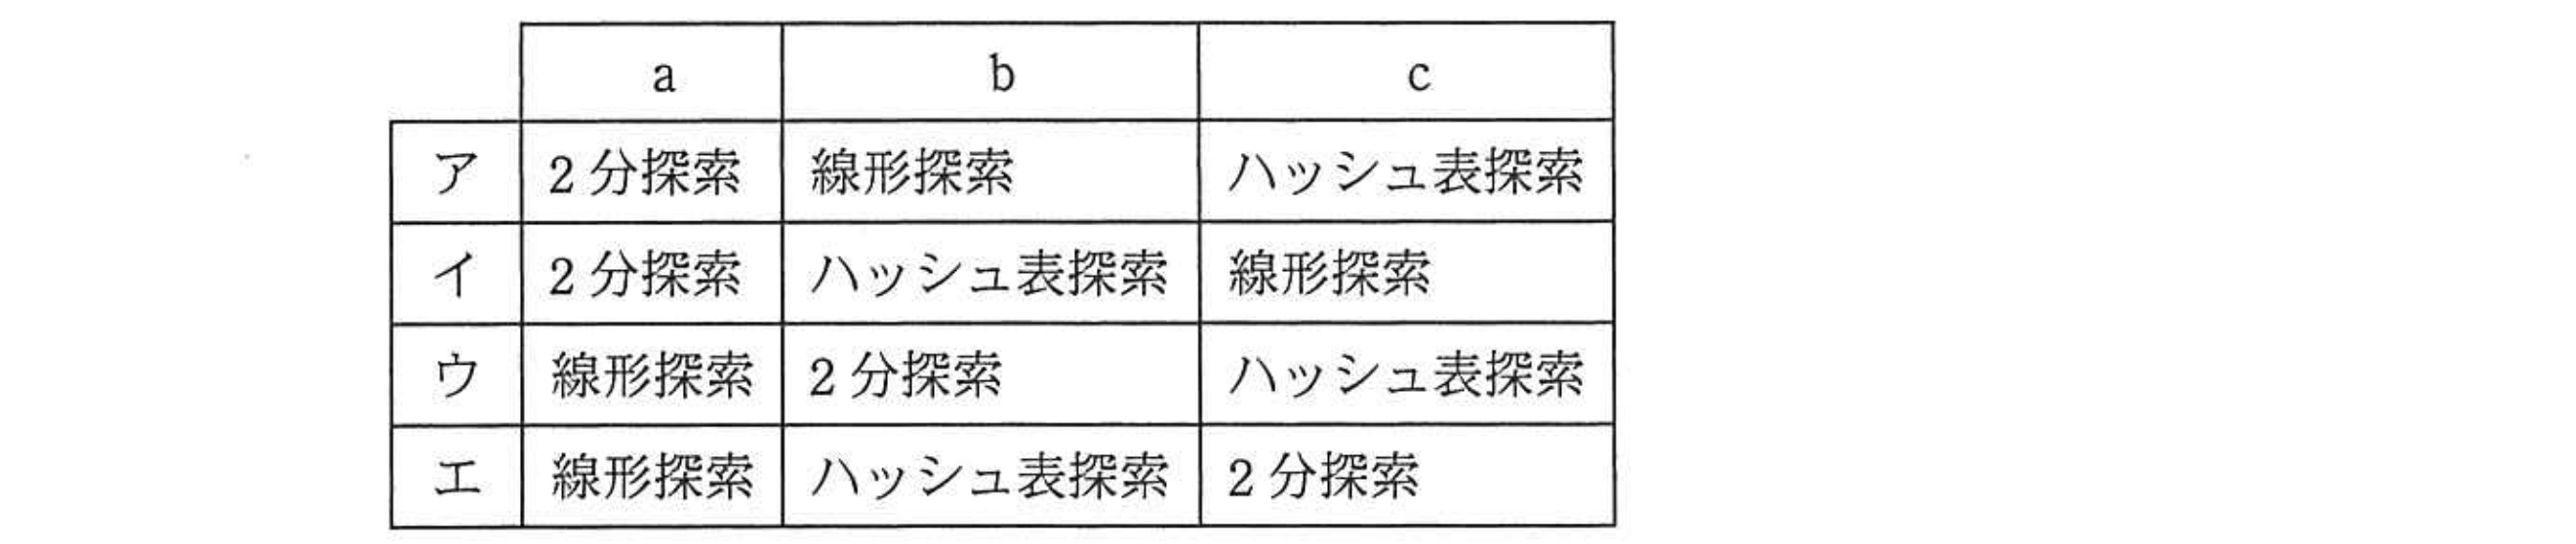 a b c
ア 2分探索 線形探索 ハッシュ表探索
イ 2分探索 ハッシュ表探索 線形探索
ウ 線形探索 2分探索 ハッシュ表探索
エ 線形探索 ハッシュ表探索 2分探索